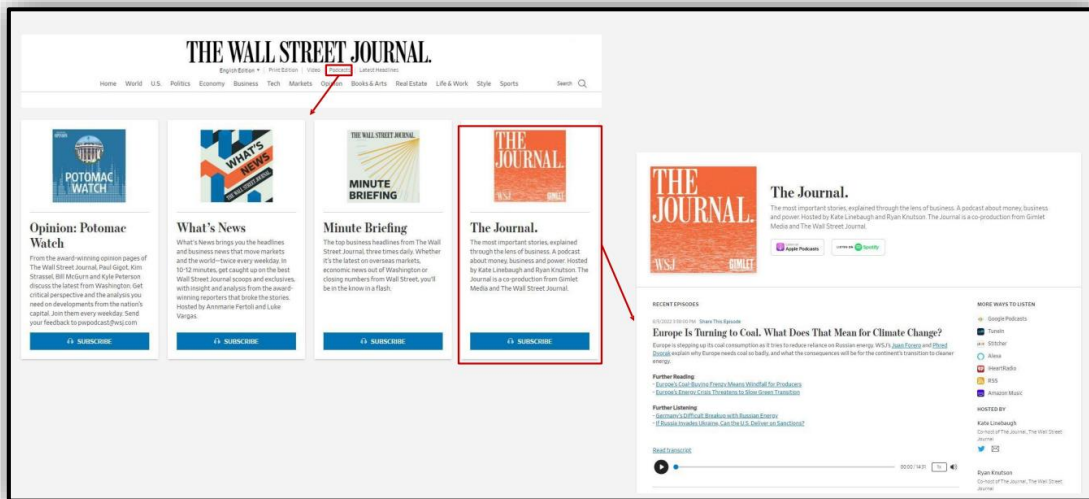 THE WALL STREET JOURNAL.
English Edition | Print Edition | Video | Podcasts | Latest Headlines
Home World U.S. Politics Economy Business Tech Markets Opinion Books & Arts Real Estate Life & Work Style Sports Search
POTOMAC
WATCH
Opinion: Potomac
Watch
From the award-winning opinion pages of
The Wall Street Journal, Paul Gigot, Kim
Strassel, Bill McGurn and Kyle Peterson
discuss the latest from Washington. Get
critical perspective and the analysis you
need on developments from the nation's
capital. Join them every weekday. Send
your feedback to pwpodcast@wsj.com
SUBSCRIBE
WHAT'S
NEWS
What's News
What's News brings you the headlines
and business news that move markets
and the world—twice every weekday. In
10-12 minutes, get caught up on the best
Wall Street Journal scoops and exclusives,
with insight and analysis from the award-
winning reporters that broke the stories.
Hosted by Annmarie Fertoli and Luke
Vargas.
SUBSCRIBE
THE WALL STREET JOURNAL.
MINUTE
BRIEFING
Minute Briefing
The top business headlines from The Wall
Street Journal, three times daily. Whether
it's the latest on overseas markets,
economic news out of Washington or
closing numbers from Wall Street, you'll
be in the know in a flash.
SUBSCRIBE
THE
JOURNAL.
WSJ GIMLET
The Journal.
The most important stories, explained
through the lens of business. A podcast
about money, business and power. Hosted
by Kate Linebaugh and Ryan Knutson. The
Journal is a co-production from Gimlet
Media and The Wall Street Journal.
SUBSCRIBE
THE
JOURNAL.
WSJ GIMLET
The Journal.
The most important stories, explained through the lens of business. A podcast about money, business
and power. Hosted by Kate Linebaugh and Ryan Knutson. The Journal is a co-production from Gimlet
Media and The Wall Street Journal.
Apple Podcasts
LISTEN ON Spotify
RECENT EPISODES
3:59:00 PM Share This Episode
Europe Is Turning to Coal. What Does That Mean for Climate Change?
Europe is stepping up its coal consumption as it tries to reduce reliance on Russian energy. WSJ's Juan Forero and Phred
Dvorak explain why Europe needs coal so badly, and what the consequences will be for the continent's transition to cleaner
energy.
Further Reading:
- Europe's Coal-Buying Frenzy Means Windfall for Producers
- Europe's Energy Crisis Threatens to Slow Green Transition
Further Listening:
- Germany's Difficult Breakup with Russian Energy
- If Russia Invades Ukraine, Can the U.S. Deliver on Sanctions?
Read transcript
00:00 / 14:01 1x
MORE WAYS TO LISTEN
Google Podcasts
TuneIn
Stitcher
Alexa
iHeartRadio
RSS
Amazon Music
HOSTED BY
Kate Linebaugh
Co-host of The Journal, The Wall Street
Journal
Ryan Knutson
Co-host of The Journal, The Wall Street
Journal